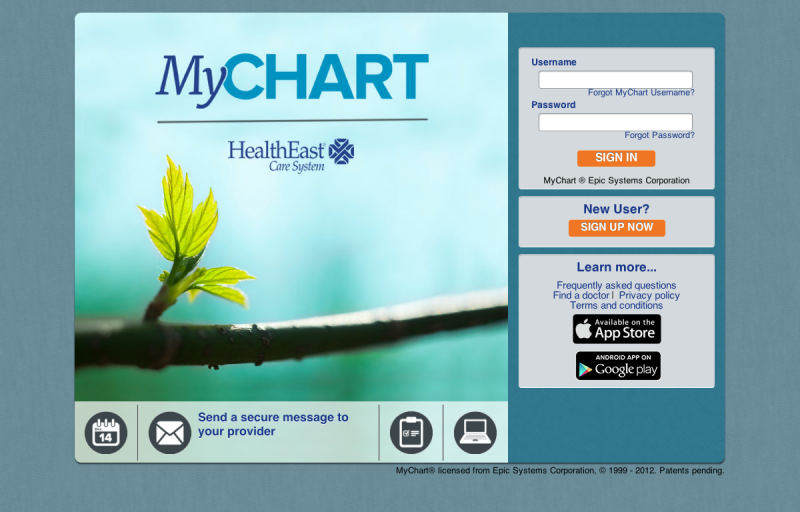 MyCHART
HealthEast
Care System
Username
Forgot MyChart Username?
Password
Forgot Password?
SIGN IN
MyChart ® Epic Systems Corporation
New User?
SIGN UP NOW
Learn more...
Frequently asked questions
Find a doctor | Privacy policy
Terms and conditions
Available on the
App Store
ANDROID APP ON
Google play
14
Send a secure message to
your provider
MyChart® licensed from Epic Systems Corporation, © 1999 - 2012. Patents pending.